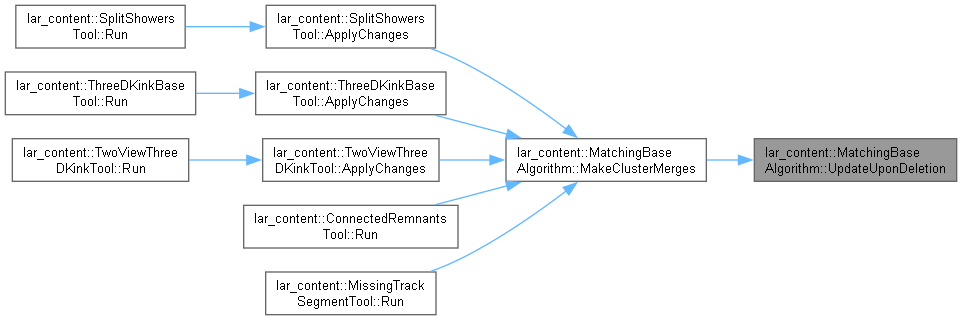 lar_content::SplitShowers
Tool::Run
lar_content::SplitShowers
Tool::ApplyChanges
lar_content::ThreeDKinkBase
Tool::Run
lar_content::ThreeDKinkBase
Tool::ApplyChanges
lar_content::TwoViewThree
DKinkTool::Run
lar_content::TwoViewThree
DKinkTool::ApplyChanges
lar_content::MatchingBase
Algorithm::MakeClusterMerges
lar_content::MatchingBase
Algorithm::UpdateUponDeletion
lar_content::ConnectedRemnants
Tool::Run
lar_content::MissingTrack
SegmentTool::Run